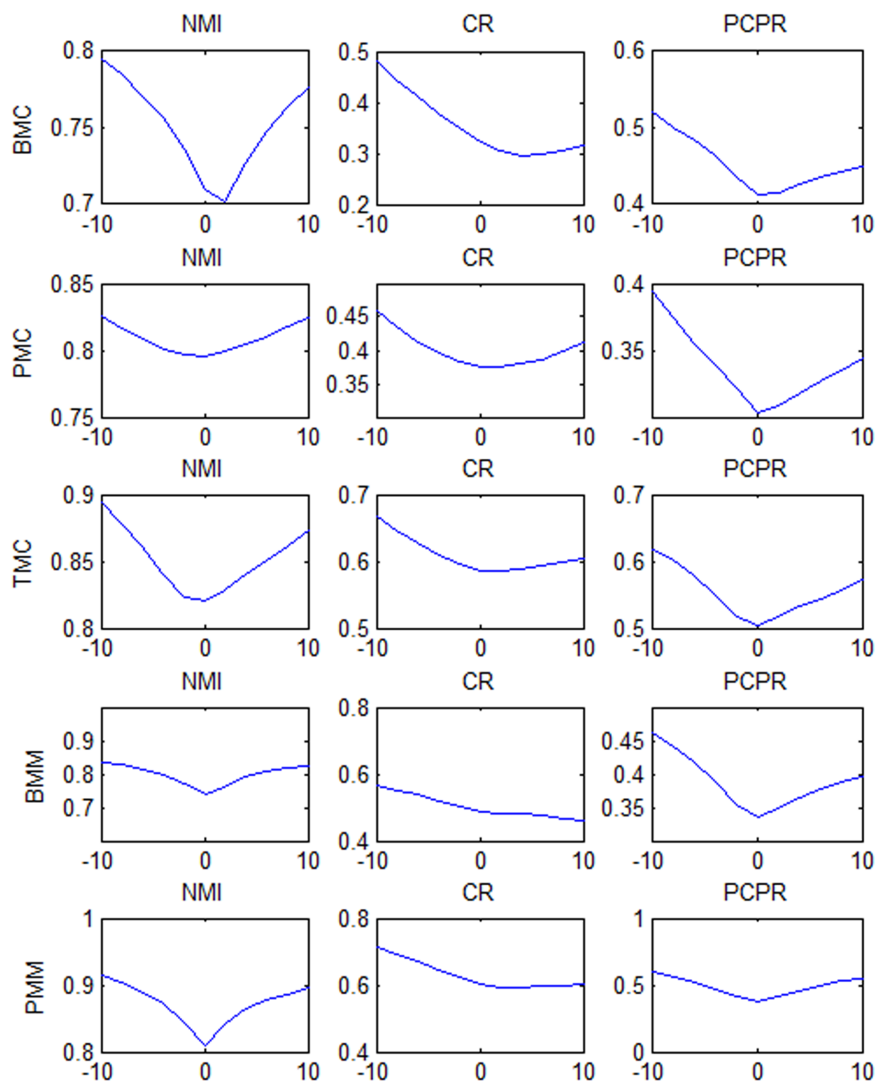 NMI CR PCPR
0.8 0.5 0.6
0.4
0.75 0.5
0.3
0.7 0.2 0.4
BMC
-10 0 10 -10 0 10 -10 0 10
NMI CR PCPR
0.85 0.4
0.45
0.8 0.4 0.35
0.35
0.75
PMC
-10 0 10 -10 0 10 -10 0 10
NMI CR PCPR
0.9 0.7 0.7
0.85 0.6 0.6
0.8 0.5 0.5
TMC
-10 0 10 -10 0 10 -10 0 10
NMI CR PCPR
0.8
0.9 0.45
0.8 0.6 0.4
0.7 0.35
0.4
BMM
-10 0 10 -10 0 10 -10 0 10
NMI CR PCPR
1 0.8 1
0.9 0.6 0.5
0.8 0.4 0
PMM
-10 0 10 -10 0 10 -10 0 10